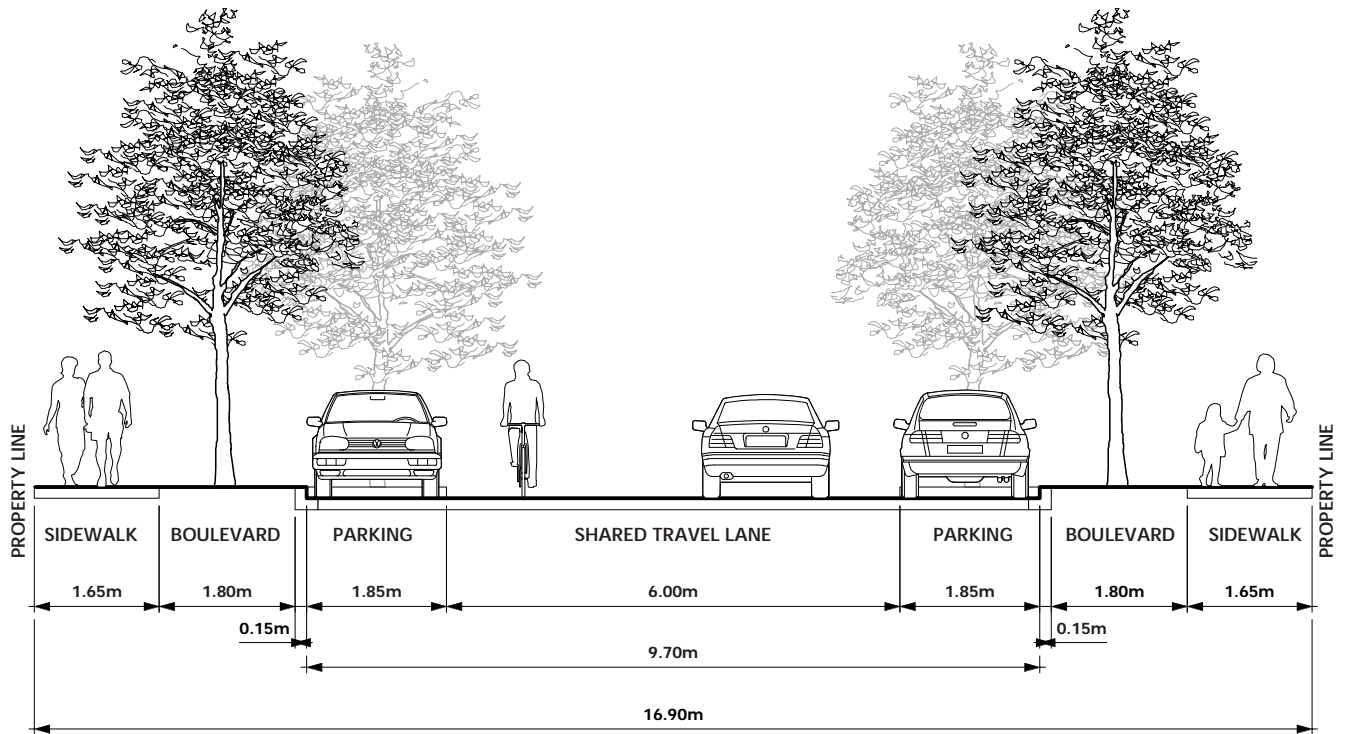 PROPERTY LINE
PROPERTY LINE
SIDEWALK BOULEVARD PARKING SHARED TRAVEL LANE PARKING BOULEVARD SIDEWALK
1.65m 1.80m 1.85m 6.00m 1.85m 1.80m 1.65m
0.15m 0.15m
9.70m
16.90m